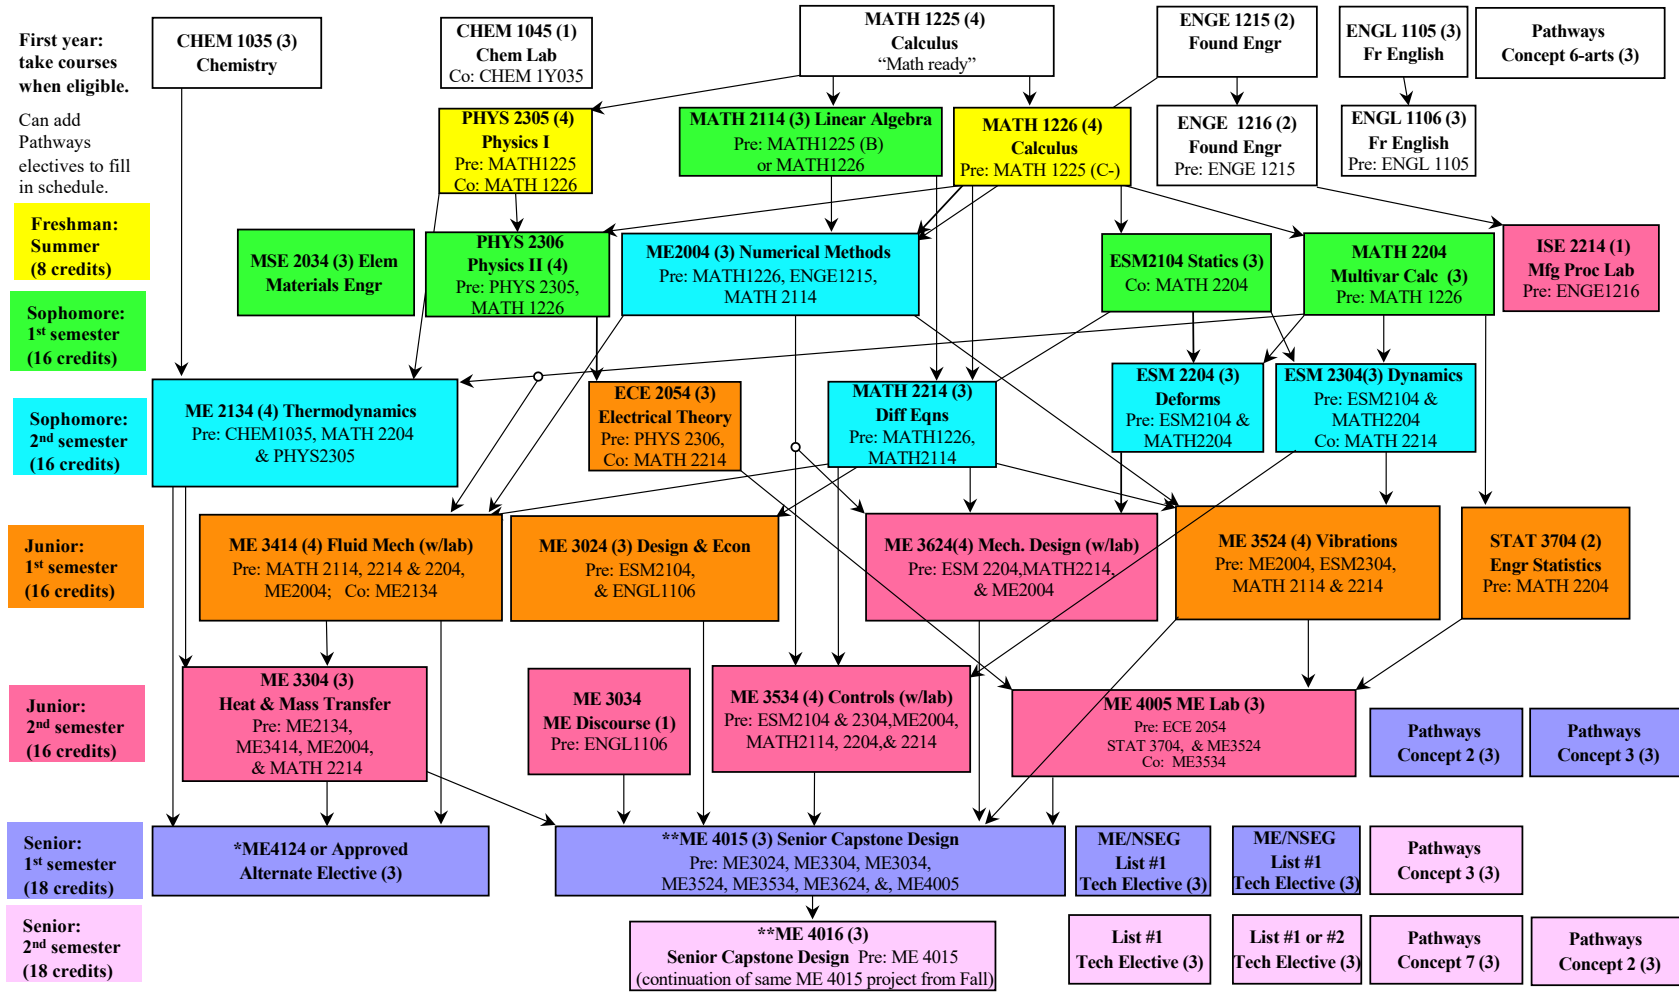 First year:
take courses
when eligible.
Can add
Pathways
electives to fill
in schedule.
CHEM 1035 (3)
Chemistry
CHEM 1045 (1)
Chem Lab
Co: CHEM 1Y035
MATH 1225 (4)
Calculus
“Math ready”
ENGE 1215 (2)
Found Engr
ENGL 1105 (3)
Fr English
Pathways
Concept 6-arts (3)
PHYS 2305 (4)
Physics I
Pre: MATH1225
Co: MATH 1226
MATH 2114 (3) Linear Algebra
Pre: MATH1225 (B)
or MATH1226
MATH 1226 (4)
Calculus
Pre: MATH 1225 (C-)
ENGE 1216 (2)
Found Engr
Pre: ENGE 1215
ENGL 1106 (3)
Fr English
Pre: ENGL 1105
Freshman:
Summer
(8 credits)
Sophomore:
1st semester
(16 credits)
MSE 2034 (3) Elem
Materials Engr
PHYS 2306
Physics II (4)
Pre: PHYS 2305,
MATH 1226
ME2004 (3) Numerical Methods
Pre: MATH1226, ENGE1215,
MATH 2114
ESM2104 Statics (3)
Co: MATH 2204
MATH 2204
Multivar Calc (3)
Pre: MATH 1226
ISE 2214 (1)
Mfg Proc Lab
Pre: ENGE1216
Sophomore:
2nd semester
(16 credits)
ME 2134 (4) Thermodynamics
Pre: CHEM1035, MATH 2204
& PHYS2305
ECE 2054 (3)
Electrical Theory
Pre: PHYS 2306,
Co: MATH 2214
MATH 2214 (3)
Diff Eqns
Pre: MATH1226,
MATH2114
ESM 2204 (3)
Deforms
Pre: ESM2104 &
MATH2204
ESM 2304(3) Dynamics
Pre: ESM2104 &
MATH2204
Co: MATH 2214
Junior:
1st semester
(16 credits)
ME 3414 (4) Fluid Mech (w/lab)
Pre: MATH 2114, 2214 & 2204,
ME2004; Co: ME2134
ME 3024 (3) Design & Econ
Pre: ESM2104,
& ENGL1106
ME 3624(4) Mech. Design (w/lab)
Pre: ESM 2204,MATH2214,
& ME2004
ME 3524 (4) Vibrations
Pre: ME2004, ESM2304,
MATH 2114 & 2214
STAT 3704 (2)
Engr Statistics
Pre: MATH 2204
Junior:
2nd semester
(16 credits)
ME 3304 (3)
Heat & Mass Transfer
Pre: ME2134,
ME3414, ME2004,
& MATH 2214
ME 3034
ME Discourse (1)
Pre: ENGL1106
ME 3534 (4) Controls (w/lab)
Pre: ESM2104 & 2304,ME2004,
MATH2114, 2204,& 2214
ME 4005 ME Lab (3)
Pre: ECE 2054
STAT 3704, & ME3524
Co: ME3534
Pathways
Concept 2 (3)
Pathways
Concept 3 (3)
Senior:
1st semester
(18 credits)
*ME4124 or Approved
Alternate Elective (3)
**ME 4015 (3) Senior Capstone Design
Pre: ME3024, ME3304, ME3034,
ME3524, ME3534, ME3624, &, ME4005
ME/NSEG
List #1
Tech Elective (3)
ME/NSEG
List #1
Tech Elective (3)
Pathways
Concept 3 (3)
Senior:
2nd semester
(18 credits)
**ME 4016 (3)
Senior Capstone Design Pre: ME 4015
(continuation of same ME 4015 project from Fall)
List #1
Tech Elective (3)
List #1 or #2
Tech Elective (3)
Pathways
Concept 7 (3)
Pathways
Concept 2 (3)